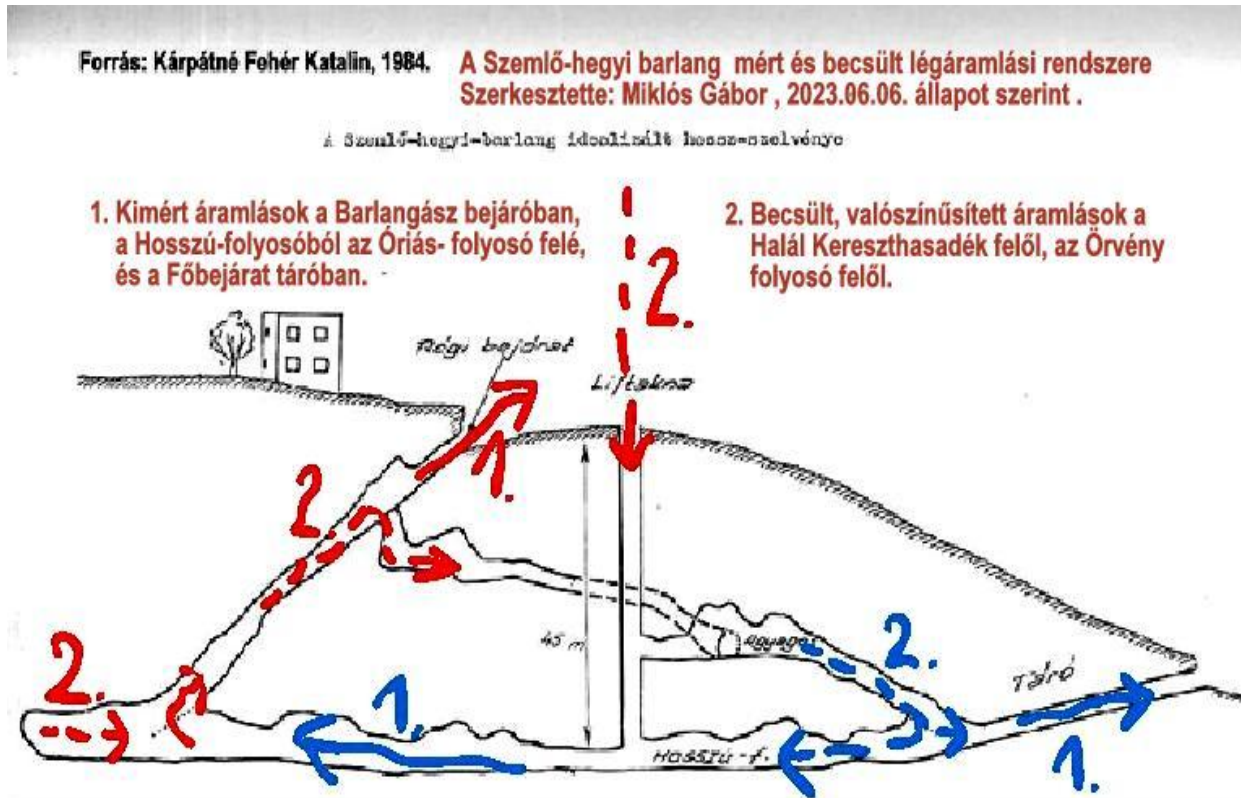 Forrás: Kárpátné Fehér Katalin, 1984.
A Szemlő-hegyi barlang mért és becsült légáramlási rendszere
Szerkesztette: Miklós Gábor , 2023.06.06. állapot szerint .
A Szemlő-hegyi-barlang idealizált hossz-szelvénye
1. Kimért áramlások a Barlangász bejáróban,
a Hosszú-folyosóból az Óriás- folyosó felé,
és a Főbejárat táróban.
2. Becsült, valószínűsített áramlások a
Halál Kereszthasadék felől, az Örvény
folyosó felől.
2.
Régi bejárat
Liftakna
1.
2.
45 m
Agyagos
2.
Táró
2.
1.
Hosszú-f.
1.